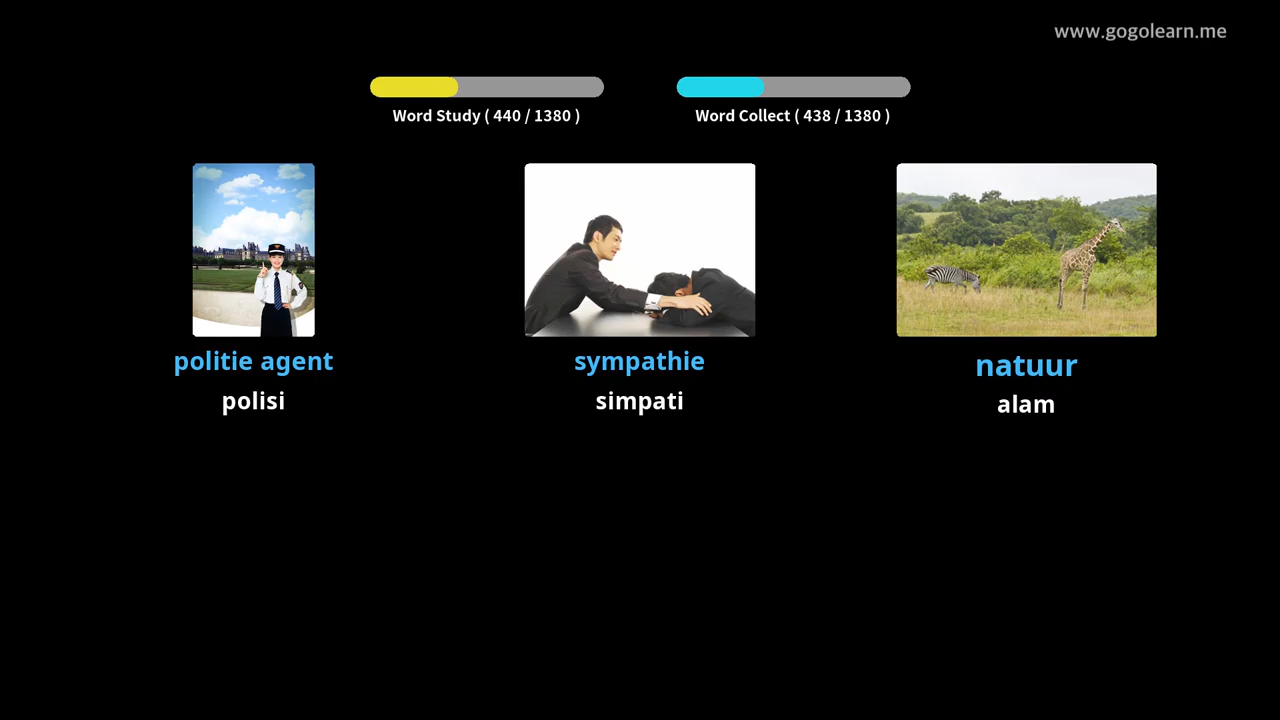 www.gogolearn.me
Word Study ( 440 / 1380 )
Word Collect ( 438 / 1380 )
politie agent
polisi
sympathie
simpati
natuur
alam